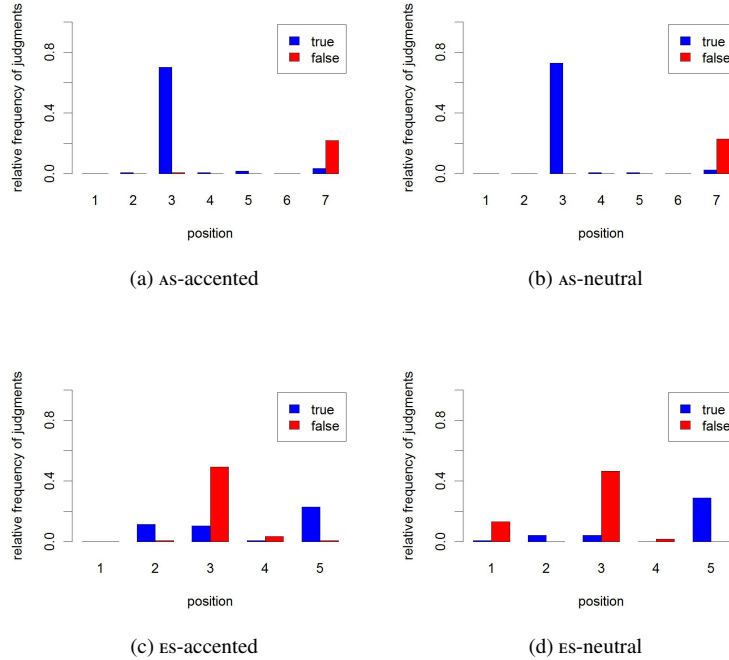 relative frequency of judgments
0.0 0.4 0.8
true
false
1 2 3 4 5 6 7
position
(a) AS-accented
relative frequency of judgments
0.0 0.4 0.8
true
false
1 2 3 4 5 6 7
position
(b) AS-neutral
relative frequency of judgments
0.0 0.4 0.8
true
false
1 2 3 4 5
position
(c) ES-accented
relative frequency of judgments
0.0 0.4 0.8
true
false
1 2 3 4 5
position
(d) ES-neutral